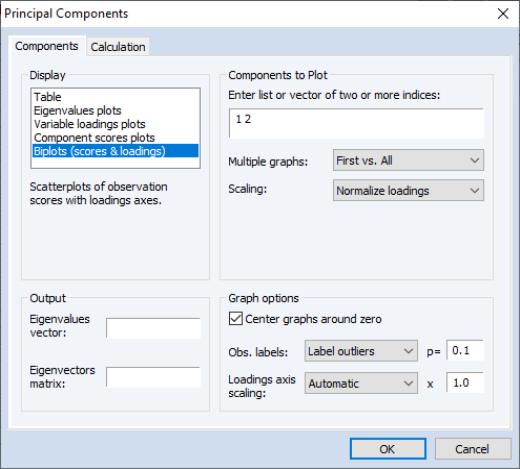 Principal Components
Components
Calculation
Display
Table
Eigenvalues plots
Variable loadings plots
Component scores plots
Biplots (scores & loadings)
Scatterplots of observation
scores with loadings axes.
Components to Plot
Enter list or vector of two or more indices:
1 2
Multiple graphs: First vs. All
Scaling: Normalize loadings
Output
Eigenvalues
vector:
Eigenvectors
matrix:
Graph options
Center graphs around zero
Obs. labels: Label outliers p= 0.1
Loadings axis
scaling: Automatic x 1.0
OK
Cancel